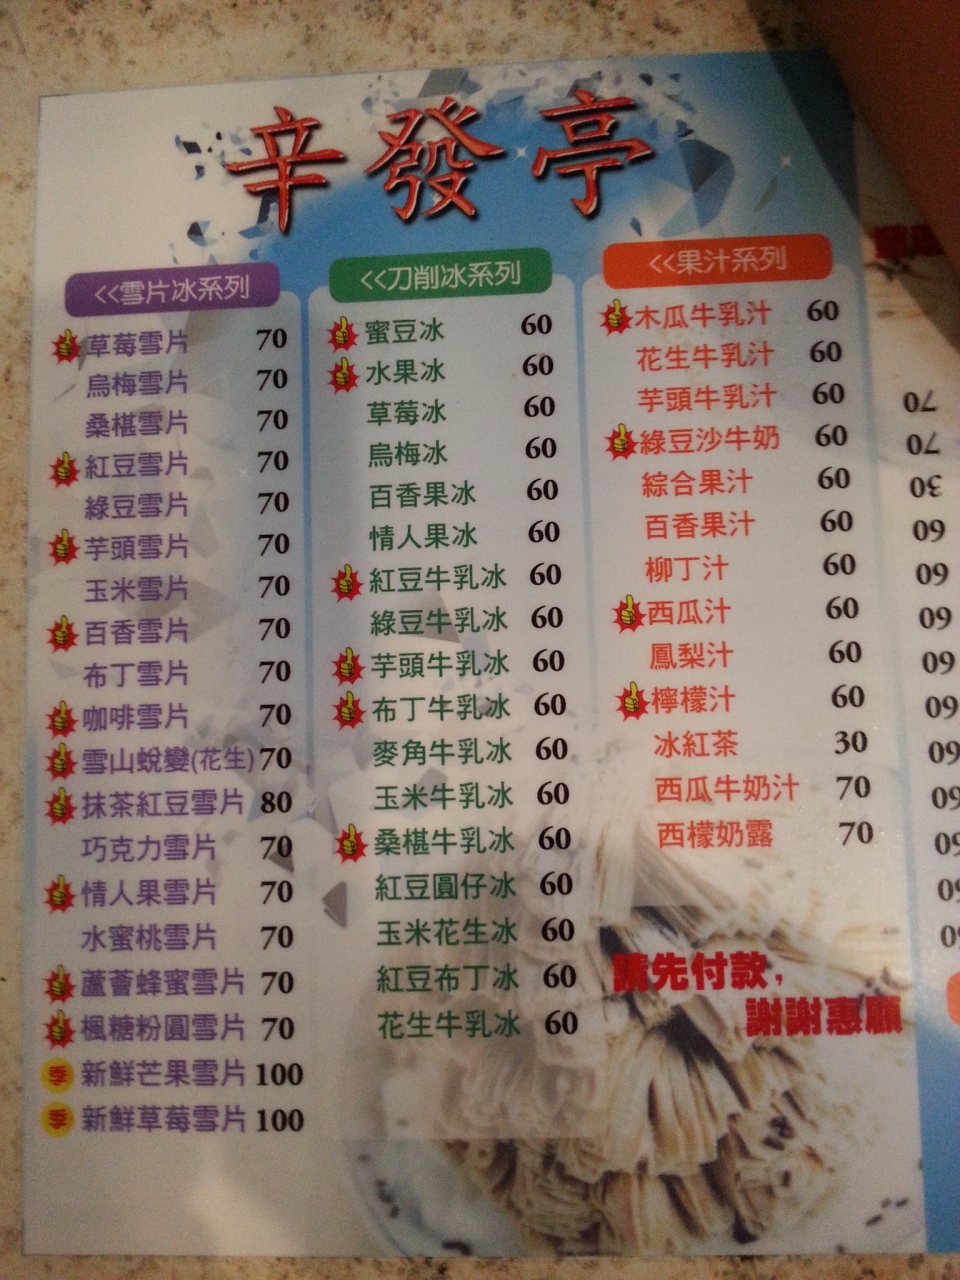 辛發亭
<<雪片冰系列
草莓雪片 70
烏梅雪片 70
桑椹雪片 70
紅豆雪片 70
綠豆雪片 70
芋頭雪片 70
玉米雪片 70
百香雪片 70
布丁雪片 70
咖啡雪片 70
雪山蛻變(花生) 70
抹茶紅豆雪片 80
巧克力雪片 70
情人果雪片 70
水蜜桃雪片 70
蘆薈蜂蜜雪片 70
楓糖粉圓雪片 70
季 新鮮芒果雪片 100
季 新鮮草莓雪片 100
<<刀削冰系列
蜜豆冰 60
水果冰 60
草莓冰 60
烏梅冰 60
百香果冰 60
情人果冰 60
紅豆牛乳冰 60
綠豆牛乳冰 60
芋頭牛乳冰 60
布丁牛乳冰 60
麥角牛乳冰 60
玉米牛乳冰 60
桑椹牛乳冰 60
紅豆圓仔冰 60
玉米花生冰 60
紅豆布丁冰 60
花生牛乳冰 60
<<果汁系列
木瓜牛乳汁 60
花生牛乳汁 60
芋頭牛乳汁 60
綠豆沙牛奶 60
綜合果汁 60
百香果汁 60
柳丁汁 60
西瓜汁 60
鳳梨汁 60
檸檬汁 60
冰紅茶 30
西瓜牛奶汁 70
西檬奶露 70
請先付款,
謝謝惠顧
70
70
30
60
60
60
60
60
60
60